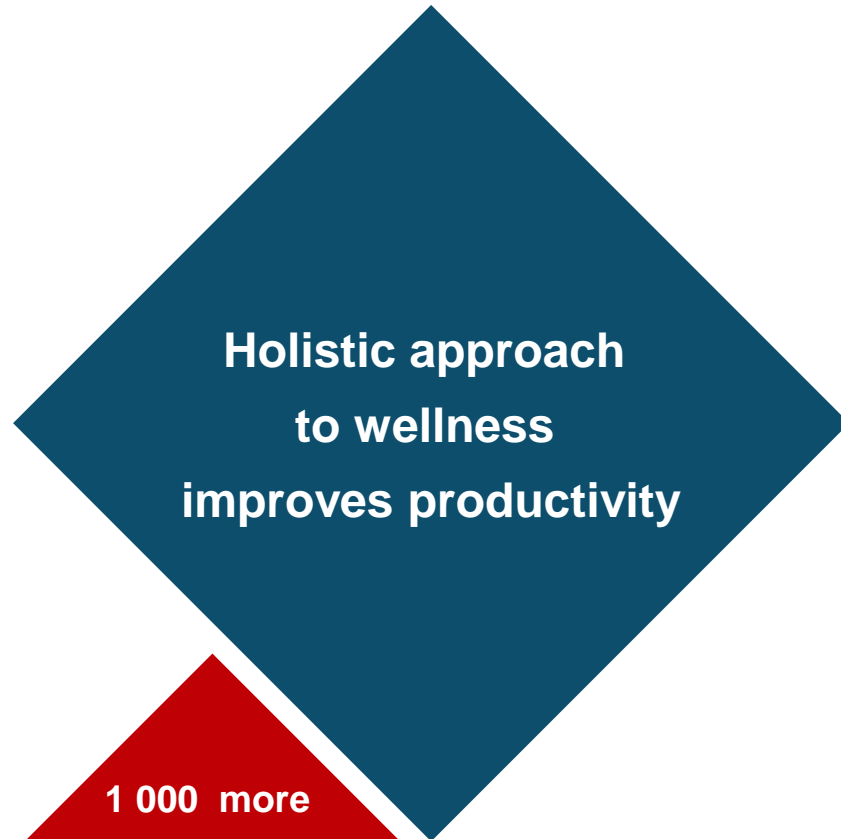 Holistic approach
to wellness
improves productivity
1 000  more